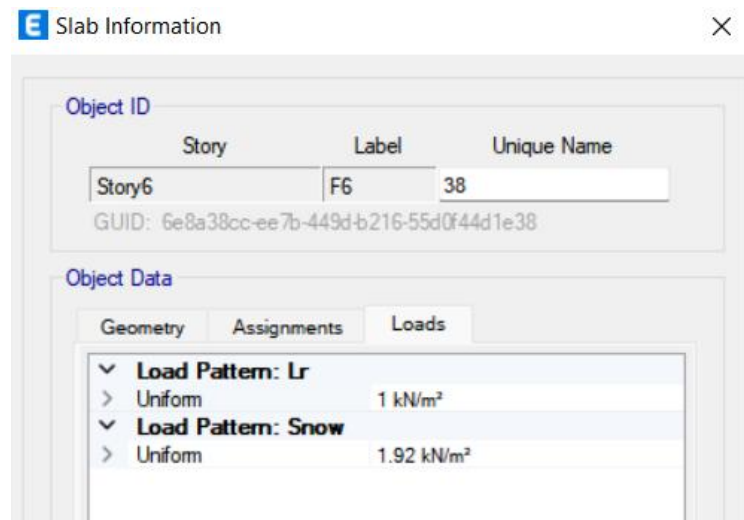 E Slab Information
Object ID
Story Label Unique Name
Story6 F6 38
GUID: 6e8a38cc-ee7b-449d-b216-55d0f44d1e38
Object Data
Geometry Assignments Loads
Load Pattern: Lr
Uniform 1 kN/m²
Load Pattern: Snow
Uniform 1.92 kN/m²